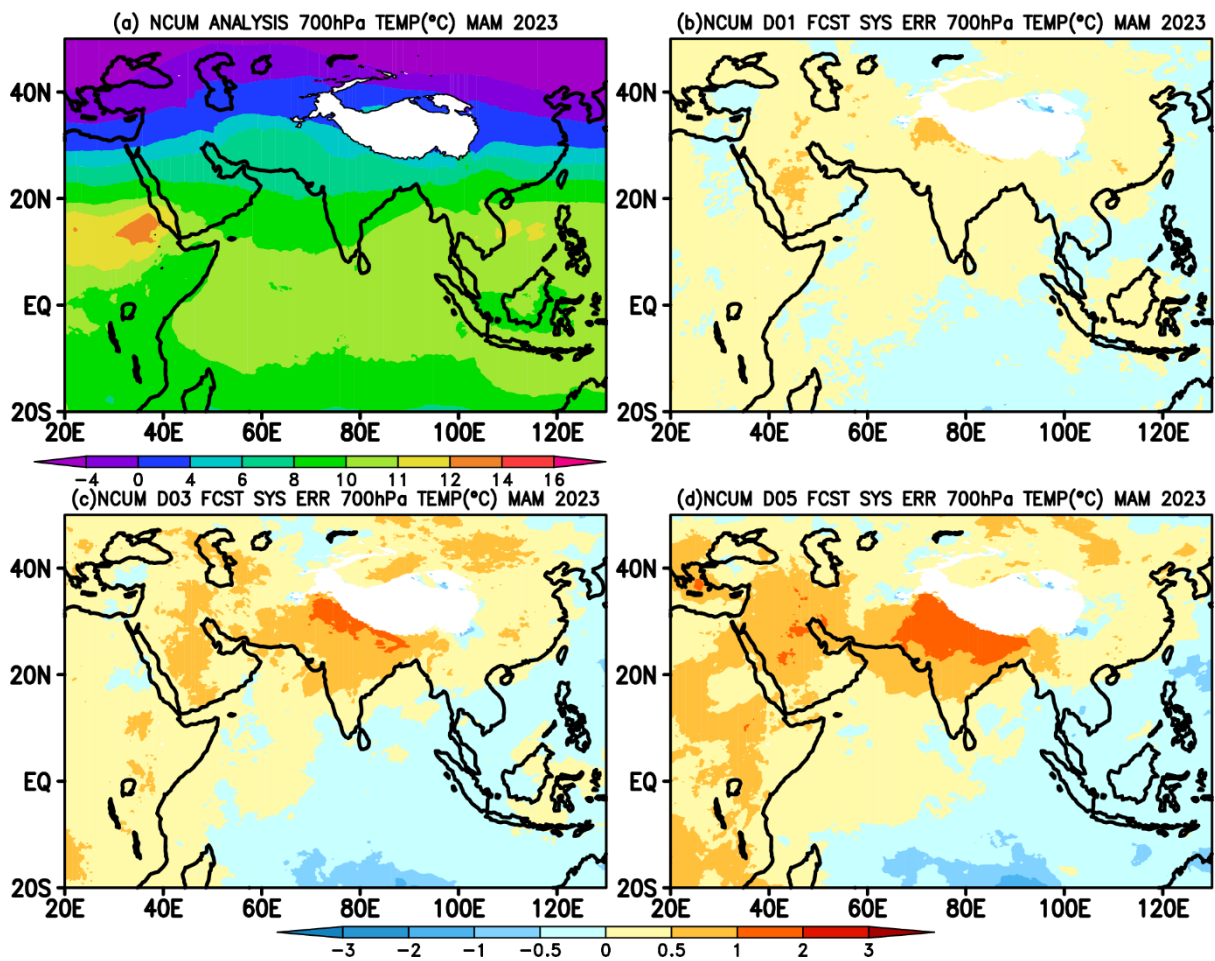 (a) NCUM ANALYSIS 700hPa TEMP(°C) MAM 2023
(b)NCUM D01 FCST SYS ERR 700hPa TEMP(°C) MAM 2023
40N
20N
EQ
20S
20E 40E 60E 80E 100E 120E
40N
20N
EQ
20S
20E 40E 60E 80E 100E 120E
-4 0 4 6 8 10 11 12 14 16
(c)NCUM D03 FCST SYS ERR 700hPa TEMP(°C) MAM 2023
(d)NCUM D05 FCST SYS ERR 700hPa TEMP(°C) MAM 2023
40N
20N
EQ
20S
20E 40E 60E 80E 100E 120E
40N
20N
EQ
20S
20E 40E 60E 80E 100E 120E
-3 -2 -1 -0.5 0 0.5 1 2 3